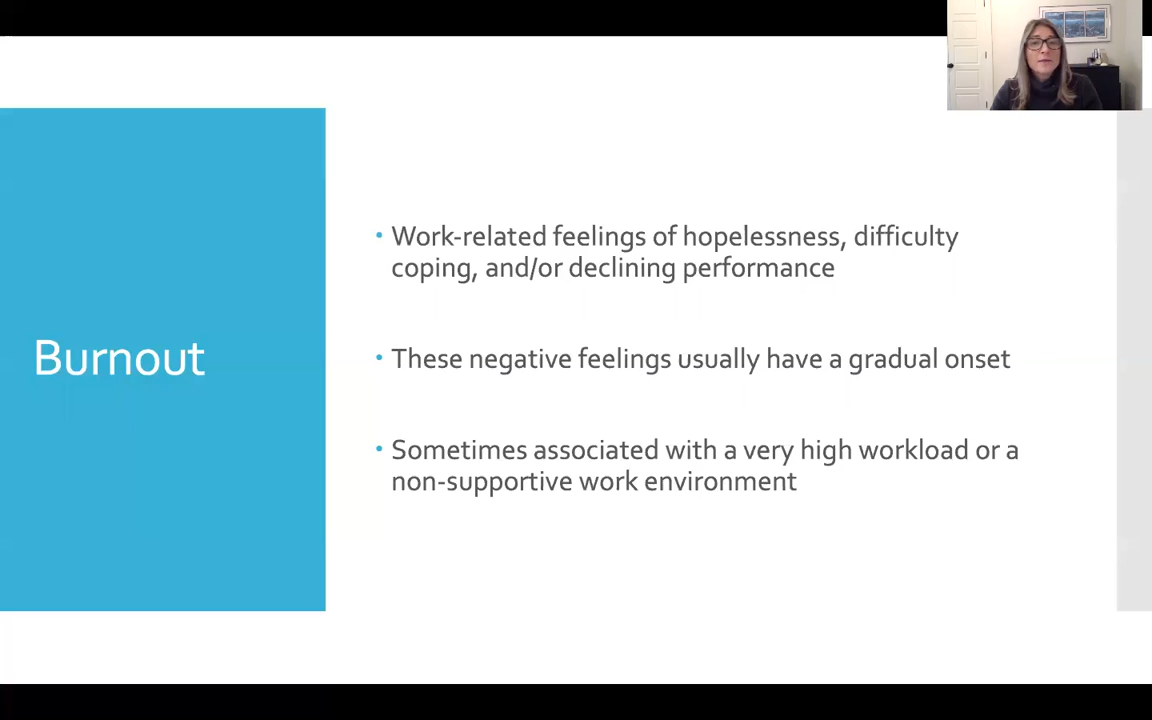 Burnout
• Work-related feelings of hopelessness, difficulty
coping, and/or declining performance
• These negative feelings usually have a gradual onset
• Sometimes associated with a very high workload or a
non-supportive work environment